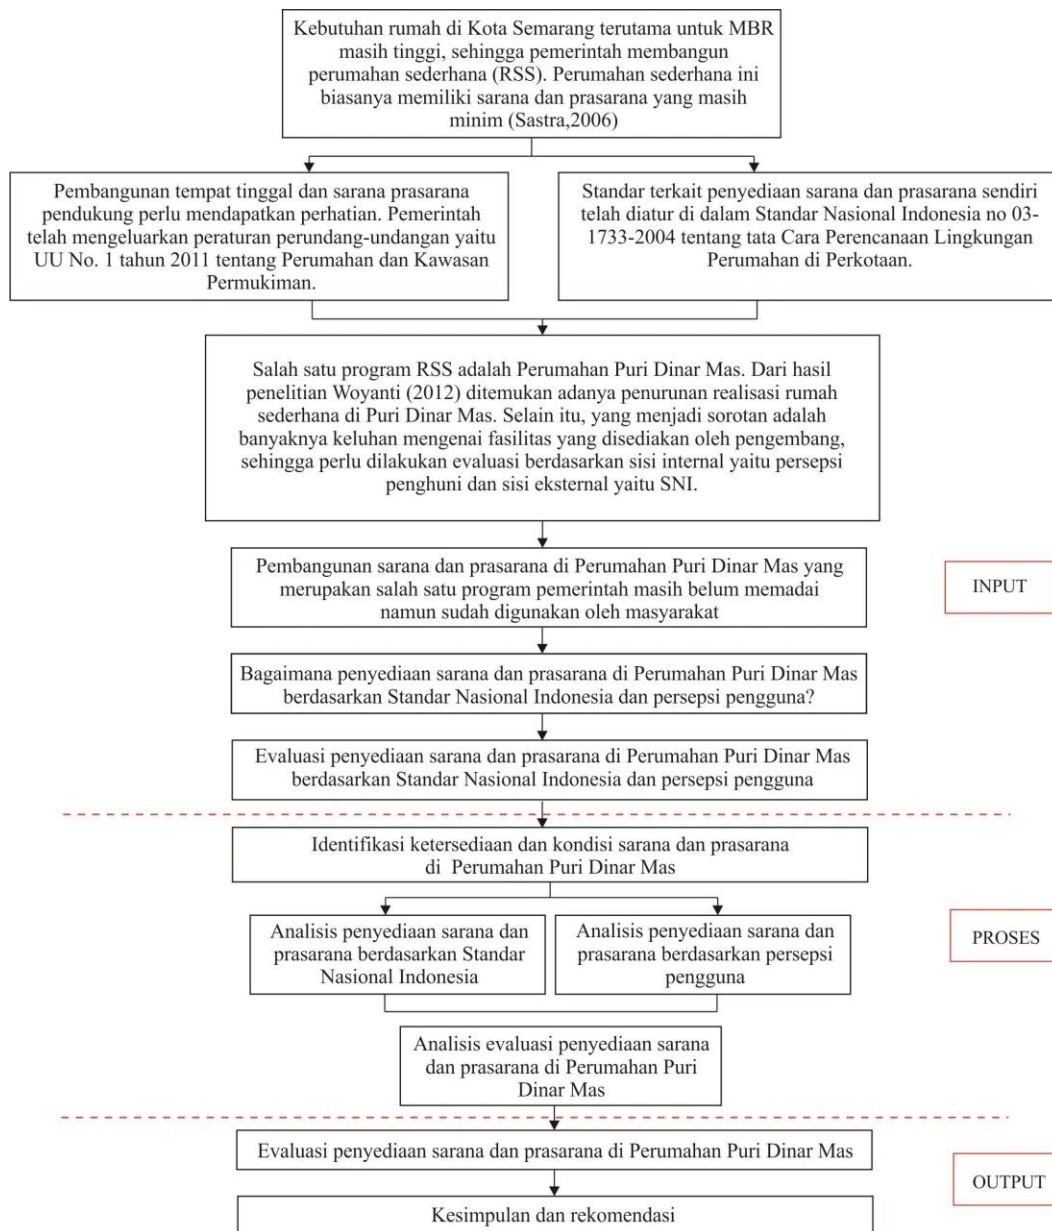 Kebutuhan rumah di Kota Semarang terutama untuk MBR
masih tinggi, sehingga pemerintah membangun
perumahan sederhana (RSS). Perumahan sederhana ini
biasanya memiliki sarana dan prasarana yang masih
minim (Sastra,2006)
Pembangunan tempat tinggal dan sarana prasarana
pendukung perlu mendapatkan perhatian. Pemerintah
telah mengeluarkan peraturan perundang-undangan yaitu
UU No. 1 tahun 2011 tentang Perumahan dan Kawasan
Permukiman.
Standar terkait penyediaan sarana dan prasarana sendiri
telah diatur di dalam Standar Nasional Indonesia no 03-
1733-2004 tentang tata Cara Perencanaan Lingkungan
Perumahan di Perkotaan.
Salah satu program RSS adalah Perumahan Puri Dinar Mas. Dari hasil
penelitian Woyanti (2012) ditemukan adanya penurunan realisasi rumah
sederhana di Puri Dinar Mas. Selain itu, yang menjadi sorotan adalah
banyaknya keluhan mengenai fasilitas yang disediakan oleh pengembang,
sehingga perlu dilakukan evaluasi berdasarkan sisi internal yaitu persepsi
penghuni dan sisi eksternal yaitu SNI.
Pembangunan sarana dan prasarana di Perumahan Puri Dinar Mas yang
merupakan salah satu program pemerintah masih belum memadai
namun sudah digunakan oleh masyarakat
INPUT
Bagaimana penyediaan sarana dan prasarana di Perumahan Puri Dinar Mas
berdasarkan Standar Nasional Indonesia dan persepsi pengguna?
Evaluasi penyediaan sarana dan prasarana di Perumahan Puri Dinar Mas
berdasarkan Standar Nasional Indonesia dan persepsi pengguna
Identifikasi ketersediaan dan kondisi sarana dan prasarana
di Perumahan Puri Dinar Mas
Analisis penyediaan sarana dan
prasarana berdasarkan Standar
Nasional Indonesia
Analisis penyediaan sarana dan
prasarana berdasarkan persepsi
pengguna
PROSES
Analisis evaluasi penyediaan sarana
dan prasarana di Perumahan Puri
Dinar Mas
Evaluasi penyediaan sarana dan prasarana di Perumahan Puri Dinar Mas
OUTPUT
Kesimpulan dan rekomendasi